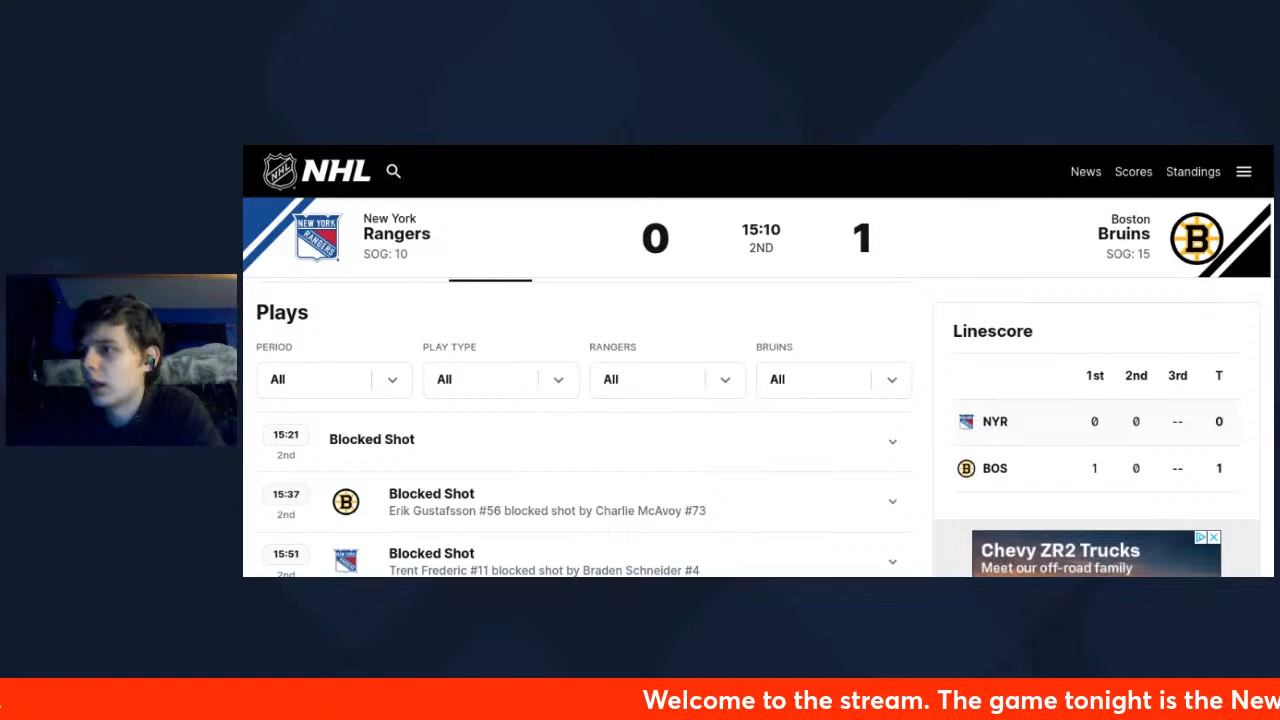 NHL
News Scores Standings
New York
Rangers
SOG: 10
0
15:10
2ND
1
Boston
Bruins
SOG: 15
NEW YORK
RANGERS
B
Plays
PERIOD PLAY TYPE RANGERS BRUINS
All All All All
15:21
2nd
Blocked Shot
15:37
2nd
B
Blocked Shot
Erik Gustafsson #56 blocked shot by Charlie McAvoy #73
15:51
2nd
Blocked Shot
Trent Frederic #11 blocked shot by Braden Schneider #4
Linescore
1st 2nd 3rd T
NYR 0 0 -- 0
BOS 1 0 -- 1
Chevy ZR2 Trucks
Meet our off-road family
Welcome to the stream. The game tonight is the New